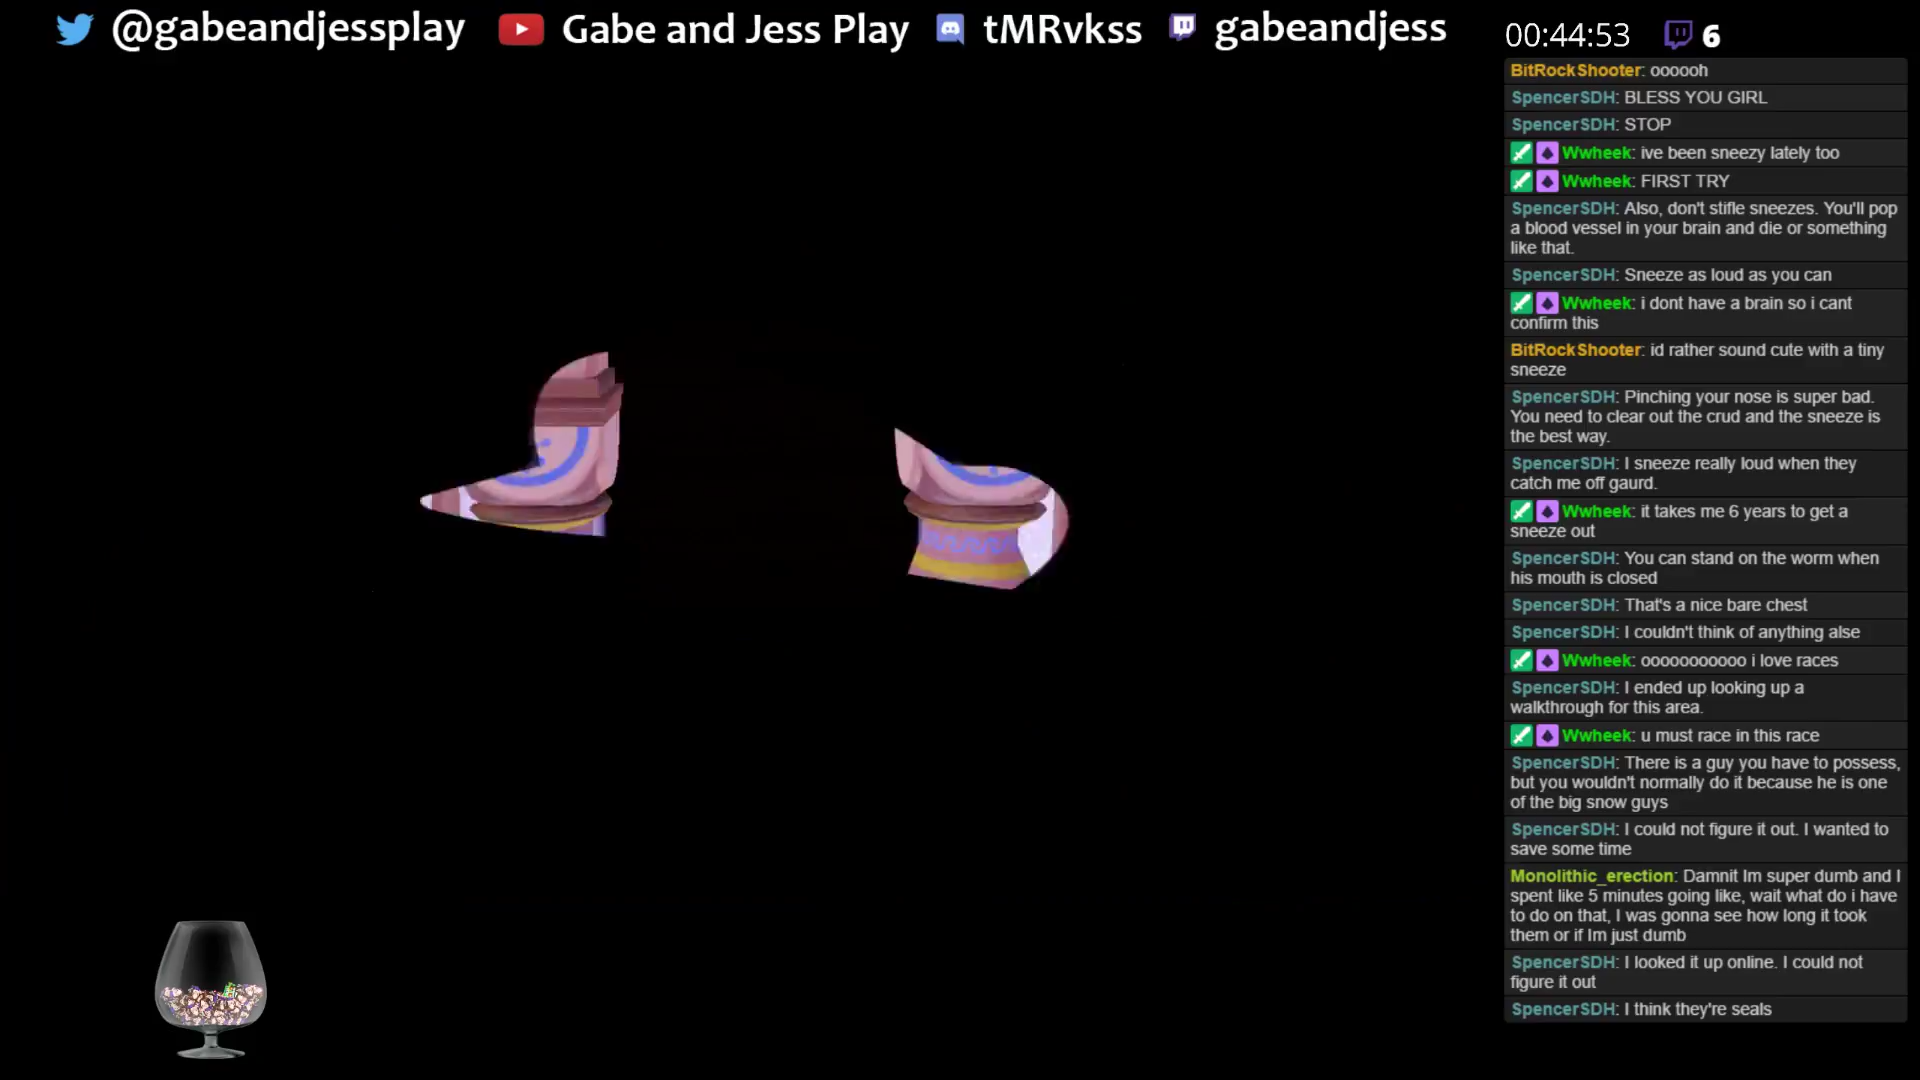 @gabeandjessplay Gabe and Jess Play tMRvkss gabeandjess
00:44:53 6
BitRockShooter: oooooh
SpencerSDH: BLESS YOU GIRL
SpencerSDH: STOP
Wwheek: ive been sneezy lately too
Wwheek: FIRST TRY
SpencerSDH: Also, don't stifle sneezes. You'll pop
a blood vessel in your brain and die or something
like that.
SpencerSDH: Sneeze as loud as you can
Wwheek: i dont have a brain so i cant
confirm this
BitRockShooter: id rather sound cute with a tiny
sneeze
SpencerSDH: Pinching your nose is super bad.
You need to clear out the crud and the sneeze is
the best way.
SpencerSDH: I sneeze really loud when they
catch me off gaurd.
Wwheek: it takes me 6 years to get a
sneeze out
SpencerSDH: You can stand on the worm when
his mouth is closed
SpencerSDH: That's a nice bare chest
SpencerSDH: I couldn't think of anything alse
Wwheek: ooooooooooo i love races
SpencerSDH: I ended up looking up a
walkthrough for this area.
Wwheek: u must race in this race
SpencerSDH: There is a guy you have to possess,
but you wouldn't normally do it because he is one
of the big snow guys
SpencerSDH: I could not figure it out. I wanted to
save some time
Monolithic_erection: Damnit Im super dumb and I
spent like 5 minutes going like, wait what do i have
to do on that, I was gonna see how long it took
them or if Im just dumb
SpencerSDH: I looked it up online. I could not
figure it out
SpencerSDH: I think they're seals